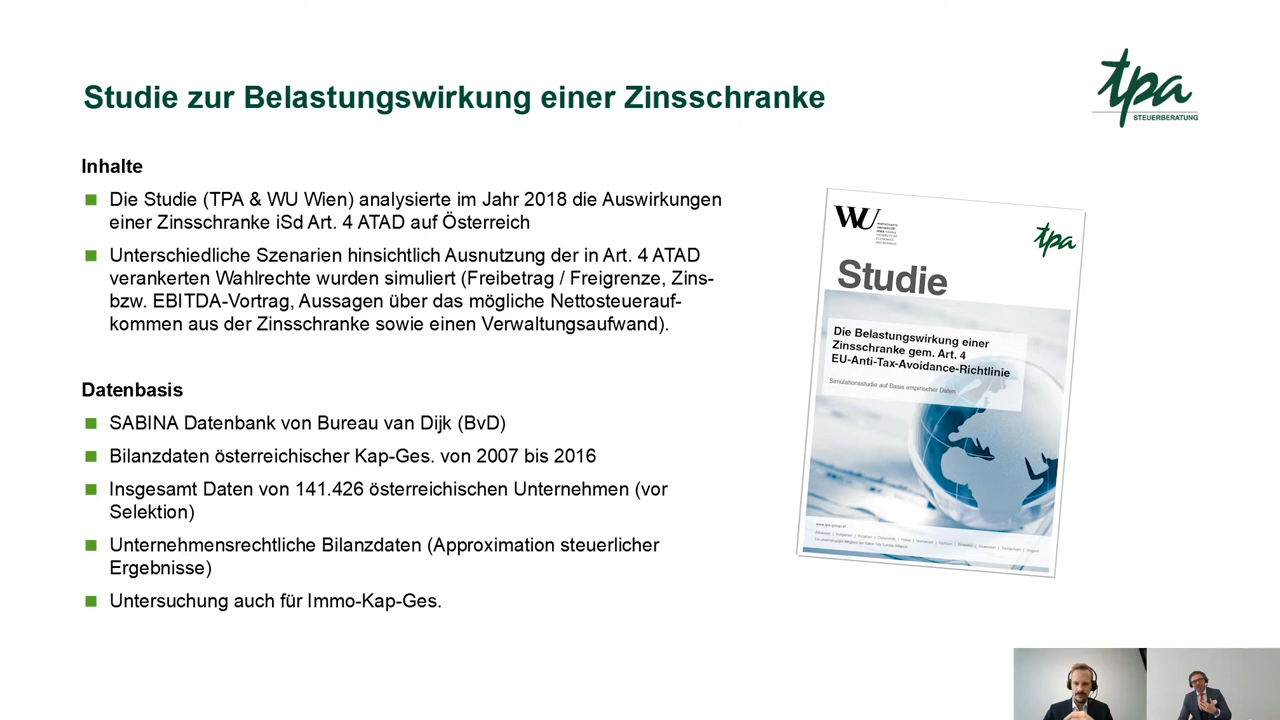 Studie zur Belastungswirkung einer Zinsschranke
tpa
STEUERBERATUNG
Inhalte
Die Studie (TPA & WU Wien) analysierte im Jahr 2018 die Auswirkungen
einer Zinsschranke iSd Art. 4 ATAD auf Österreich
Unterschiedliche Szenarien hinsichtlich Ausnutzung der in Art. 4 ATAD
verankerten Wahlrechte wurden simuliert (Freibetrag / Freigrenze, Zins-
bzw. EBITDA-Vortrag, Aussagen über das mögliche Nettosteuerauf-
kommen aus der Zinsschranke sowie einen Verwaltungsaufwand).
Datenbasis
SABINA Datenbank von Bureau van Dijk (BvD)
Bilanzdaten österreichischer Kap-Ges. von 2007 bis 2016
Insgesamt Daten von 141.426 österreichischen Unternehmen (vor
Selektion)
Unternehmensrechtliche Bilanzdaten (Approximation steuerlicher
Ergebnisse)
Untersuchung auch für Immo-Kap-Ges.
WU
tpa
Studie
Die Belastungswirkung einer
Zinsschranke gem. Art. 4
EU-Anti-Tax-Avoidance-Richtlinie
Simulationsstudie auf Basis empirischer Daten
www.tpa-group.at